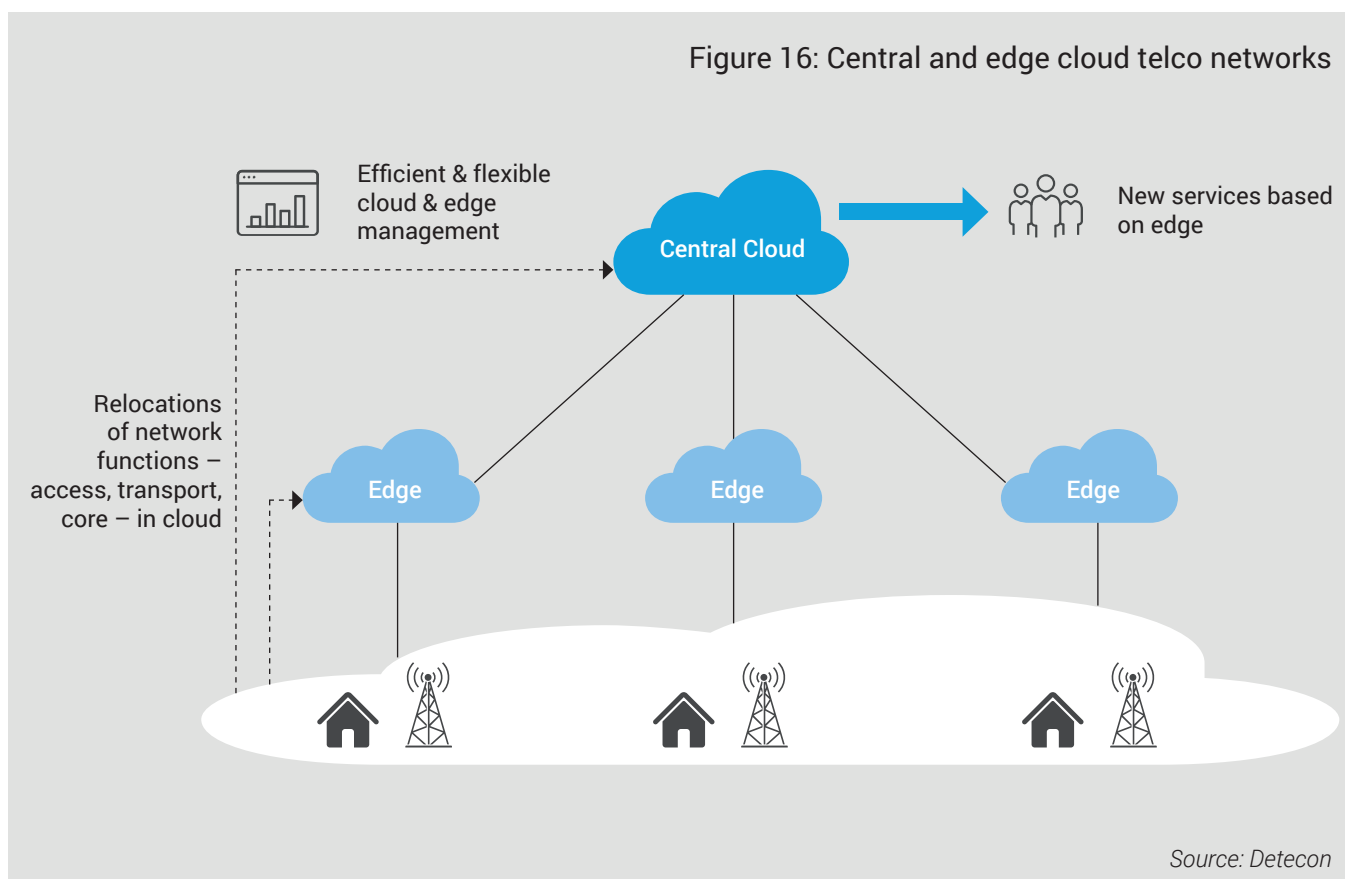 Figure 16: Central and edge cloud telco networks
Efficient & flexible
cloud & edge
management
Central Cloud
New services based
on edge
Relocations
of network
functions –
access, transport,
core – in cloud
Edge
Edge
Edge
Source: Detecon